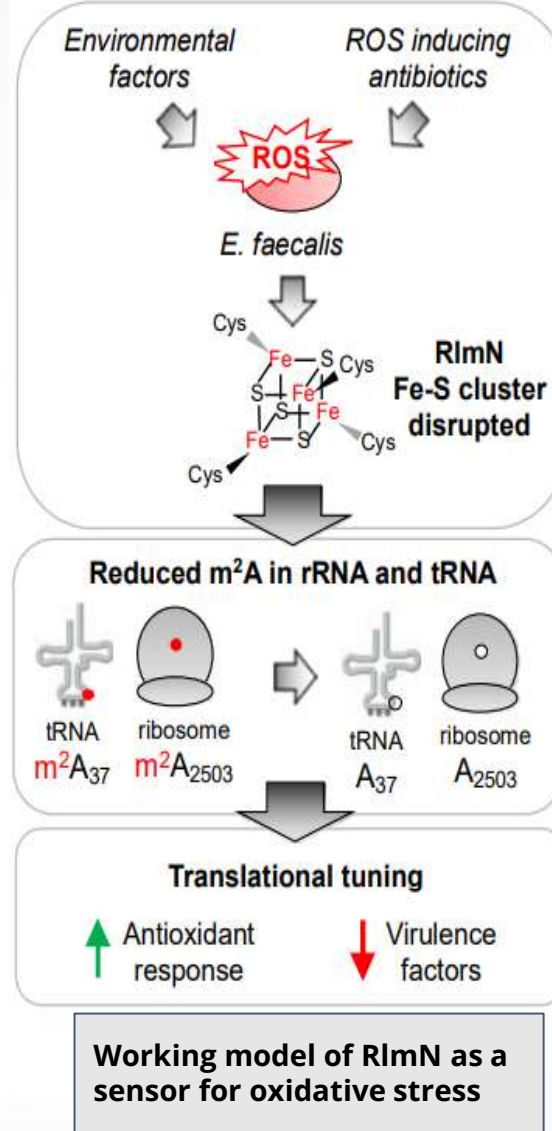 Environmental
factors
ROS inducing
antibiotics
ROS
E. faecalis
Cys
Fe
S
Cys
S
Fe
S
Fe
Fe
S
Cys
Cys
RlmN
Fe-S cluster
disrupted
Reduced m²A in rRNA and tRNA
tRNA
m²A₃₇
ribosome
m²A₂₅₀₃
tRNA
A₃₇
ribosome
A₂₅₀₃
Translational tuning
Antioxidant
response
Virulence
factors
Working model of RlmN as a
sensor for oxidative stress